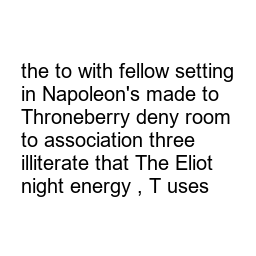 the to with fellow setting
in Napoleon's made to
Throneberry deny room
to association three
illiterate that The Eliot
night energy , T uses